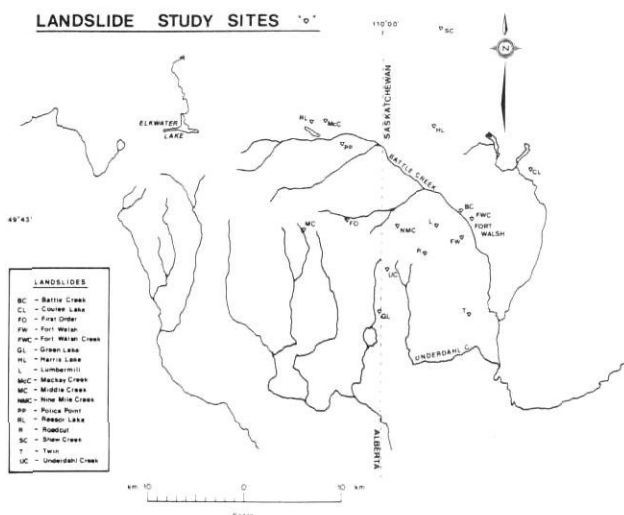 LANDSLIDE STUDY SITES
110°00'
SC
N
SASKATCHEWAN
ELKWATER
LAKE
RL
McC
HL
PP
BATTLE CREEK
CL
49°43'
MC
FO
NMC
L
BC
FWC
FORT
WALSH
FW
R
UC
GL
T
UNDERDAHL C.
ALBERTA
LANDSLIDES
BC - Battle Creek
CL - Coulee Lake
FO - First Order
FW - Fort Walsh
FWC - Fort Walsh Creek
GL - Green Lake
HL - Harris Lake
L - Lumbermill
McC - Mackay Creek
MC - Middle Creek
NMC - Nine Mile Creek
PP - Police Point
RL - Reesor Lake
R - Roadcut
SC - Shaw Creek
T - Twin
UC - Underdahl Creek
km 10 0 10 km